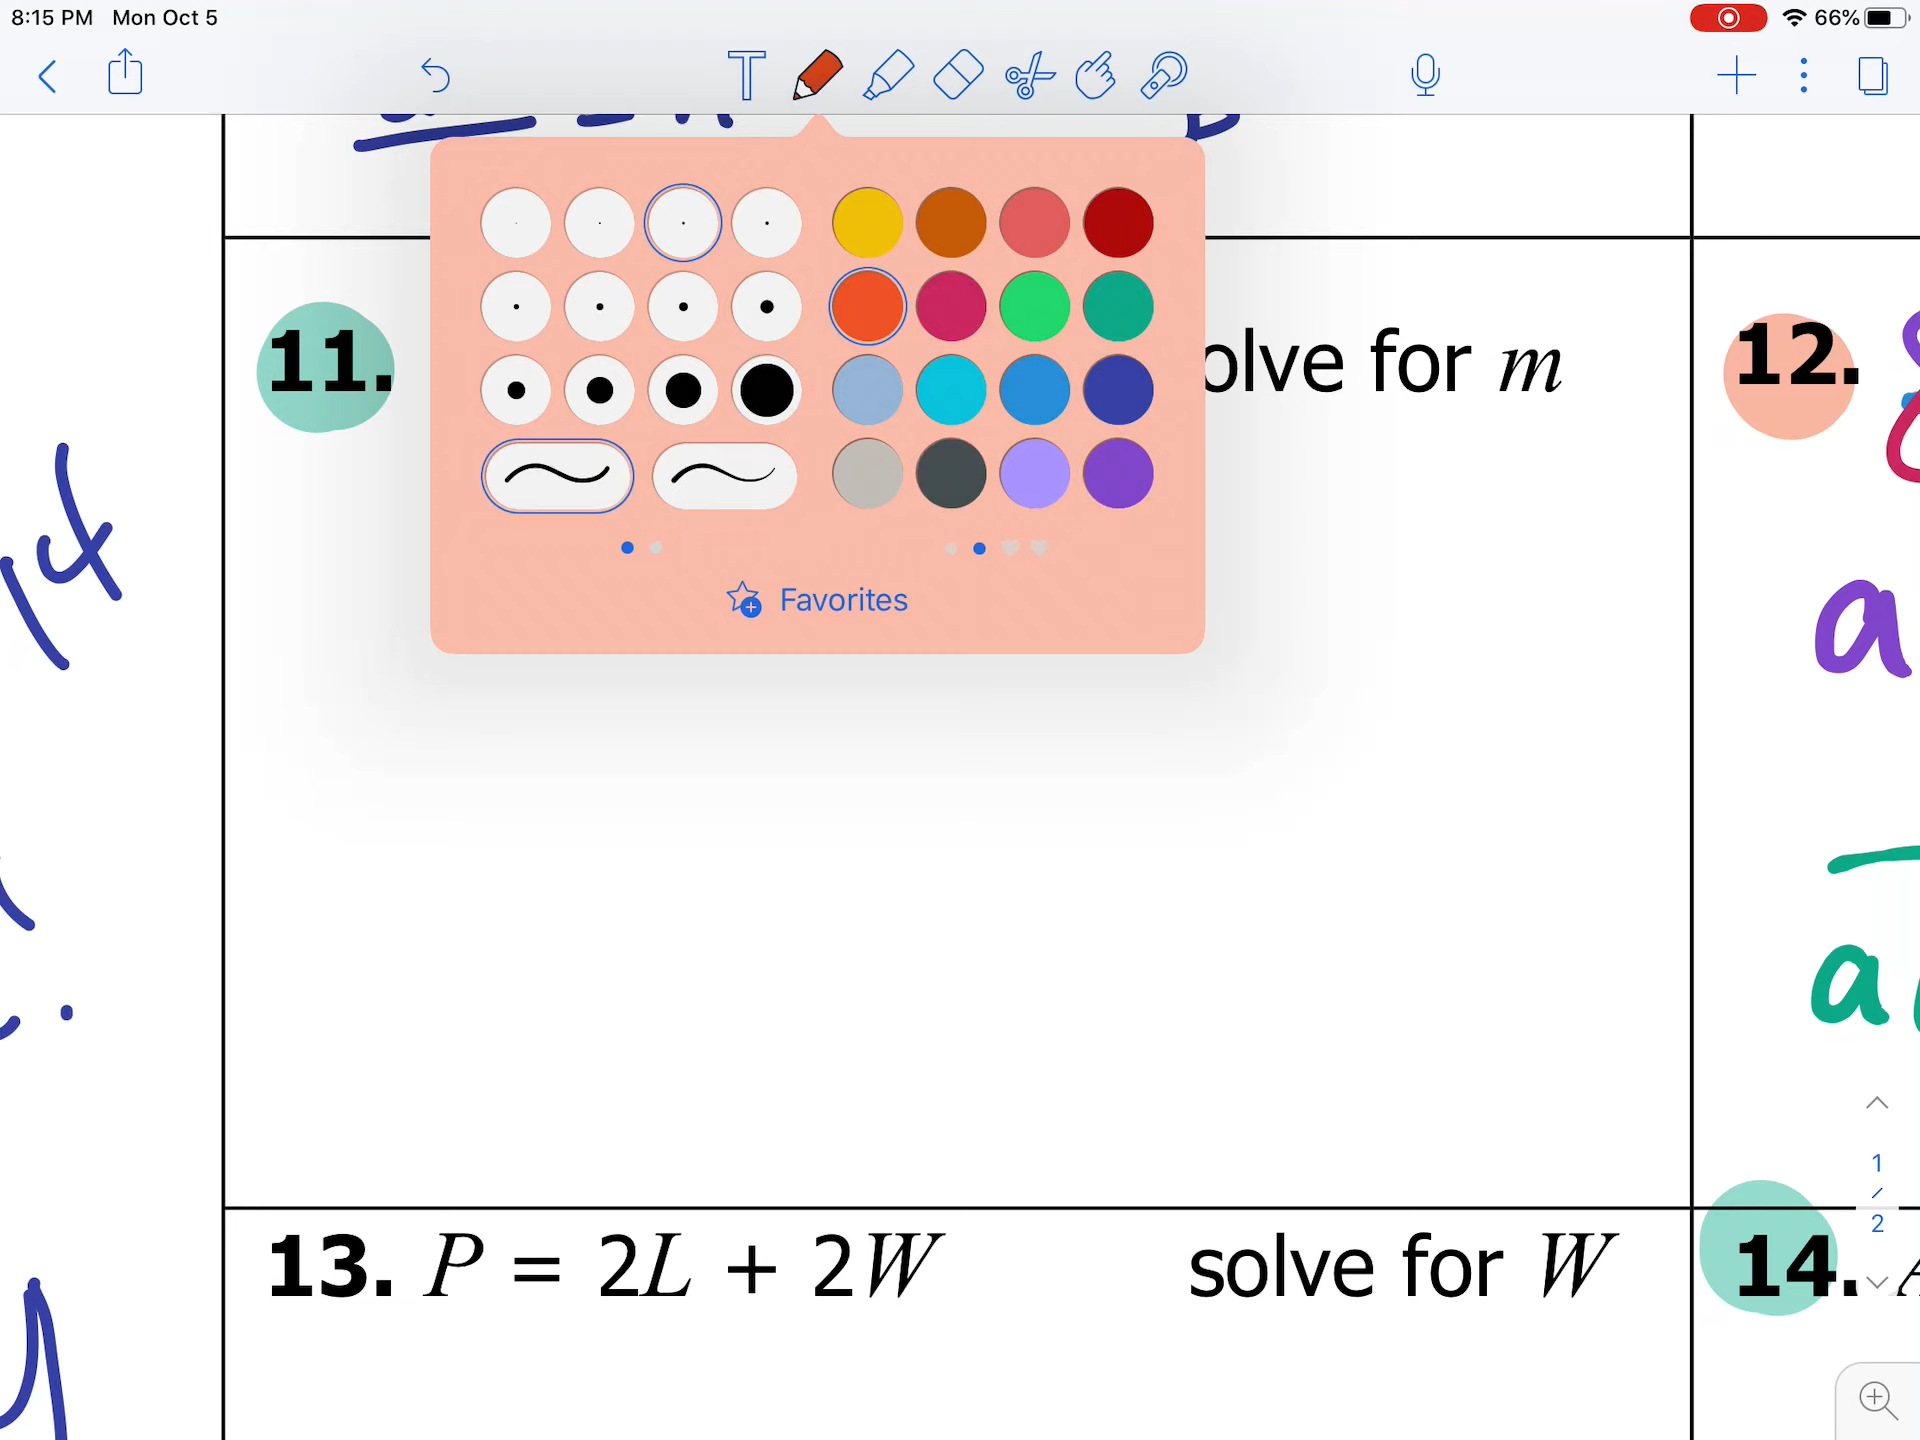 8:15 PM Mon Oct 5 66%
T
11. olve for m
12.
14
a
Favorites
a
1
/
2
13. P = 2L + 2W solve for W
14.
y